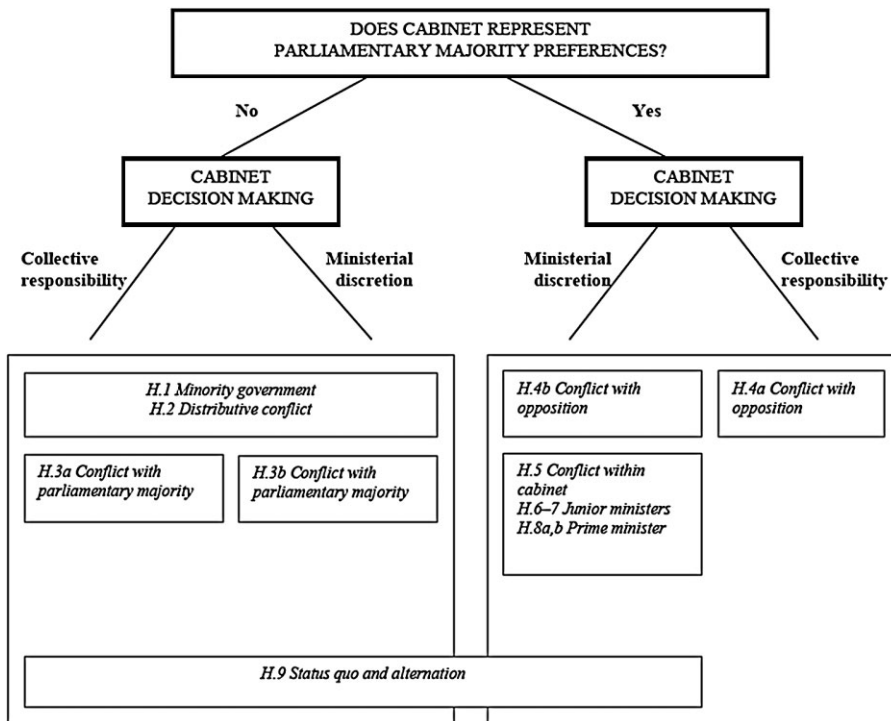 DOES CABINET REPRESENT
PARLIAMENTARY MAJORITY PREFERENCES?
No
Yes
CABINET
DECISION MAKING
CABINET
DECISION MAKING
Collective
responsibility
Ministerial
discretion
Ministerial
discretion
Collective
responsibility
H.1 Minority government
H.2 Distributive conflict
H.3a Conflict with
parliamentary majority
H.3b Conflict with
parliamentary majority
H.4b Conflict with
opposition
H.4a Conflict with
opposition
H.5 Conflict within
cabinet
H.6–7 Junior ministers
H.8a,b Prime minister
H.9 Status quo and alternation